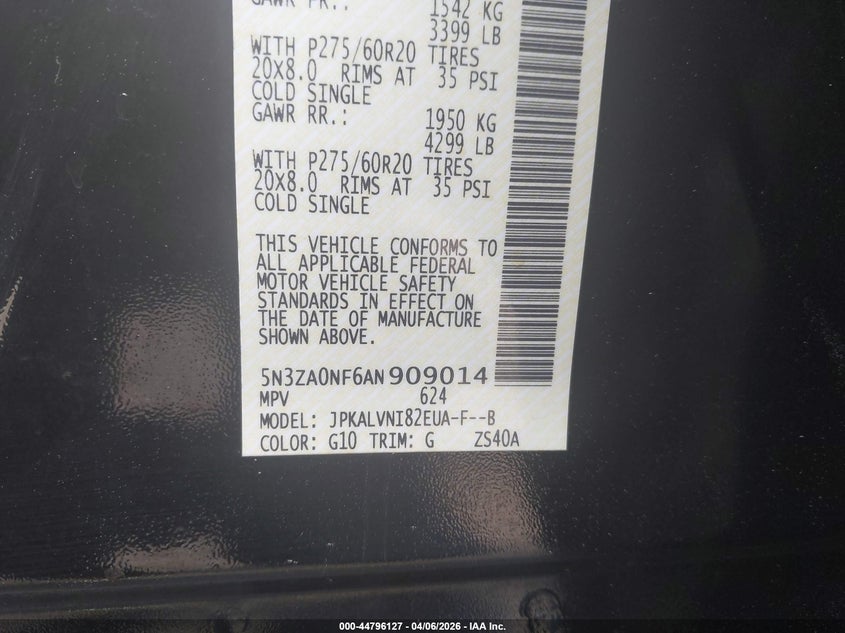 GAWR FR.: 1542 KG
3399 LB
WITH P275/60R20 TIRES
20X8.0 RIMS AT 35 PSI
COLD SINGLE
GAWR RR.: 1950 KG
4299 LB
WITH P275/60R20 TIRES
20X8.0 RIMS AT 35 PSI
COLD SINGLE
THIS VEHICLE CONFORMS TO
ALL APPLICABLE FEDERAL
MOTOR VEHICLE SAFETY
STANDARDS IN EFFECT ON
THE DATE OF MANUFACTURE
SHOWN ABOVE.
5N3ZA0NF6AN909014
MPV 624
MODEL: JPKALVNI82EUA-F--B
COLOR: G10 TRIM: G ZS40A
000-44796127 - 04/06/2026 - IAA Inc.